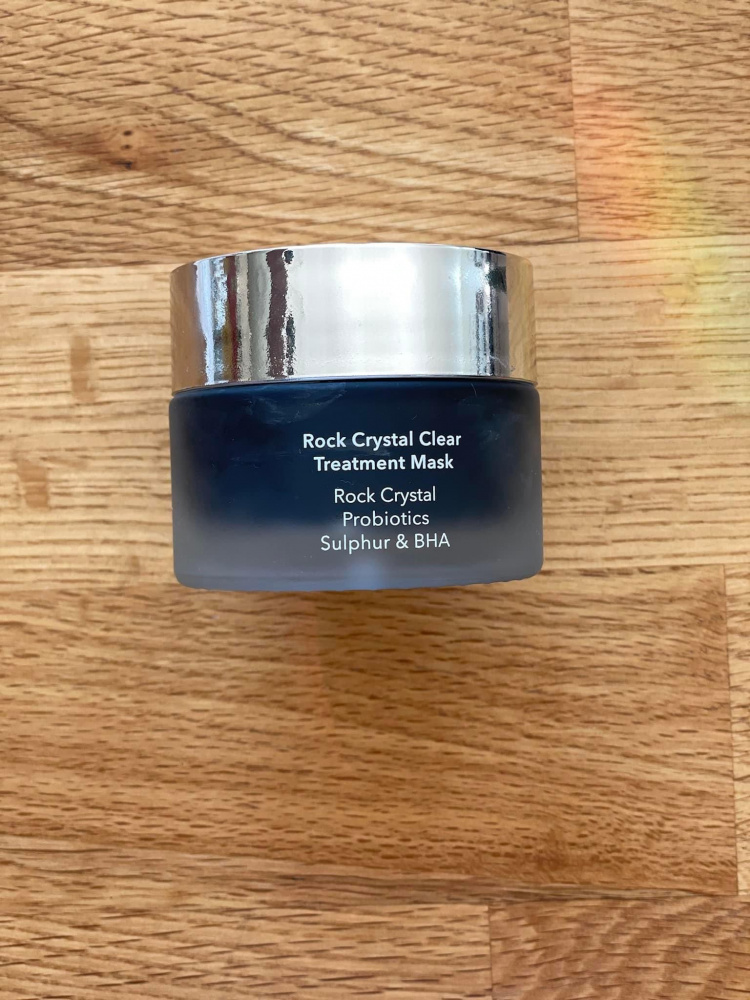 Rock Crystal Clear
Treatment Mask
Rock Crystal
Probiotics
Sulphur & BHA